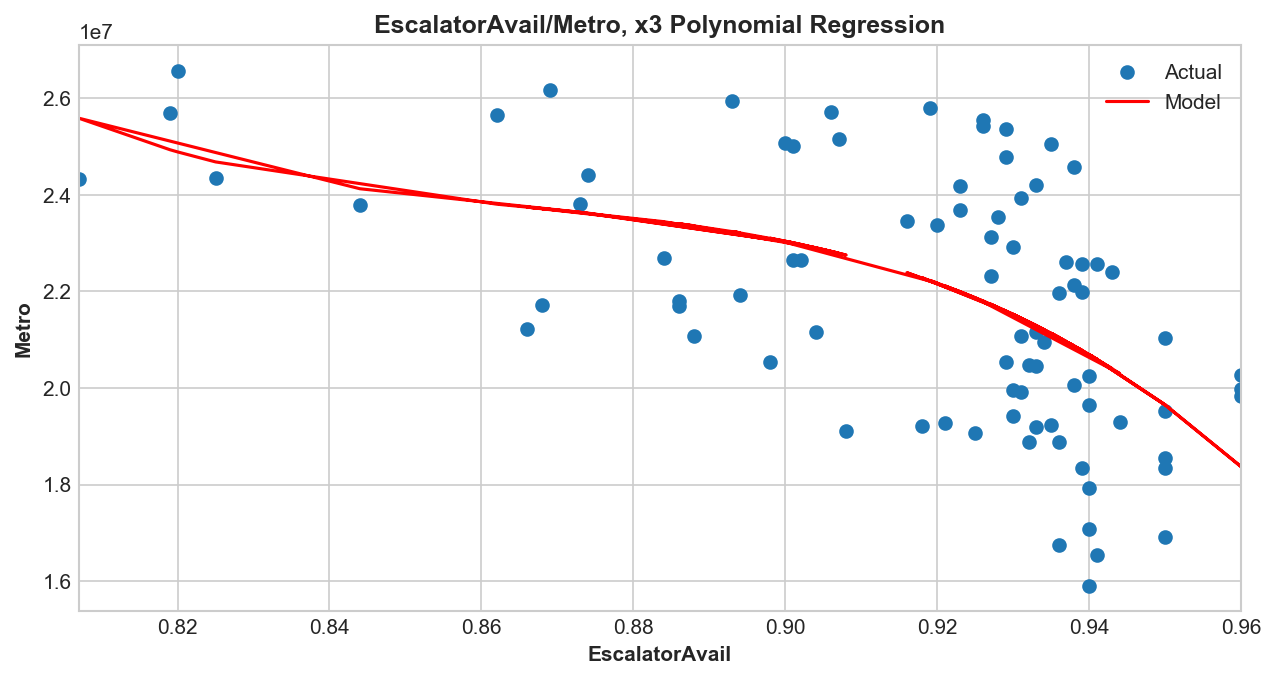 EscalatorAvail/Metro, x3 Polynomial Regression
1e7
Actual
Model
2.6
2.4
2.2
2.0
1.8
1.6
Metro
0.82 0.84 0.86 0.88 0.90 0.92 0.94 0.96
EscalatorAvail